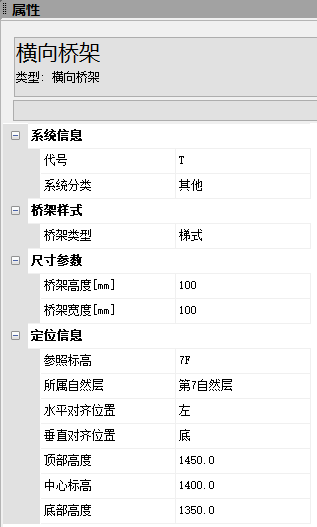 属性
横向桥架
类型: 横向桥架
系统信息
代号 T
系统分类 其他
桥架样式
桥架类型 梯式
尺寸参数
桥架高度[mm] 100
桥架宽度[mm] 100
定位信息
参照标高 7F
所属自然层 第7自然层
水平对齐位置 左
垂直对齐位置 底
顶部高度 1450.0
中心标高 1400.0
底部高度 1350.0